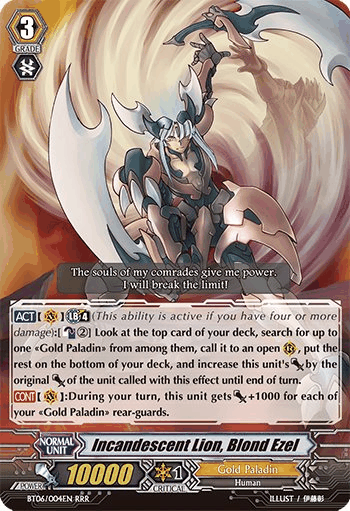 3
GRADE
The souls of my comrades give me power.
I will break the limit!
ACT [ ] LB4 (This ability is active if you have four or more
damage):[ ②] Look at the top card of your deck, search for up to
one «Gold Paladin» from among them, call it to an open , put the
rest on the bottom of your deck, and increase this unit's by the
original of the unit called with this effect until end of turn.
CONT [ ]:During your turn, this unit gets +1000 for each of
your «Gold Paladin» rear-guards.
NORMAL UNIT Incandescent Lion, Blond Ezel
POWER 10000 1 CRITICAL Gold Paladin
Human
BT06/004EN RRR ILLUST / 伊藤彰